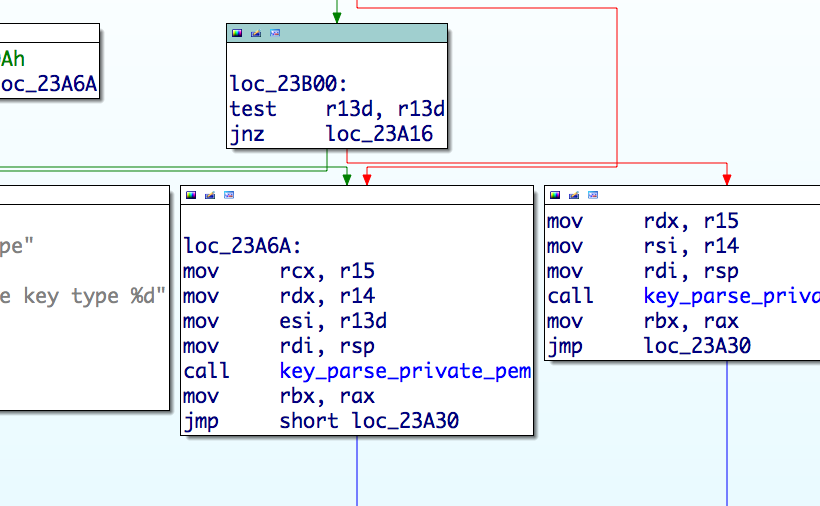 Ah
oc_23A6A
loc_23B00:
test r13d, r13d
jnz loc_23A16
pe"
e key type %d"
loc_23A6A:
mov rcx, r15
mov rdx, r14
mov esi, r13d
mov rdi, rsp
call key_parse_private_pem
mov rbx, rax
jmp short loc_23A30
mov rdx, r15
mov rsi, r14
mov rdi, rsp
call key_parse_priva
mov rbx, rax
jmp loc_23A30